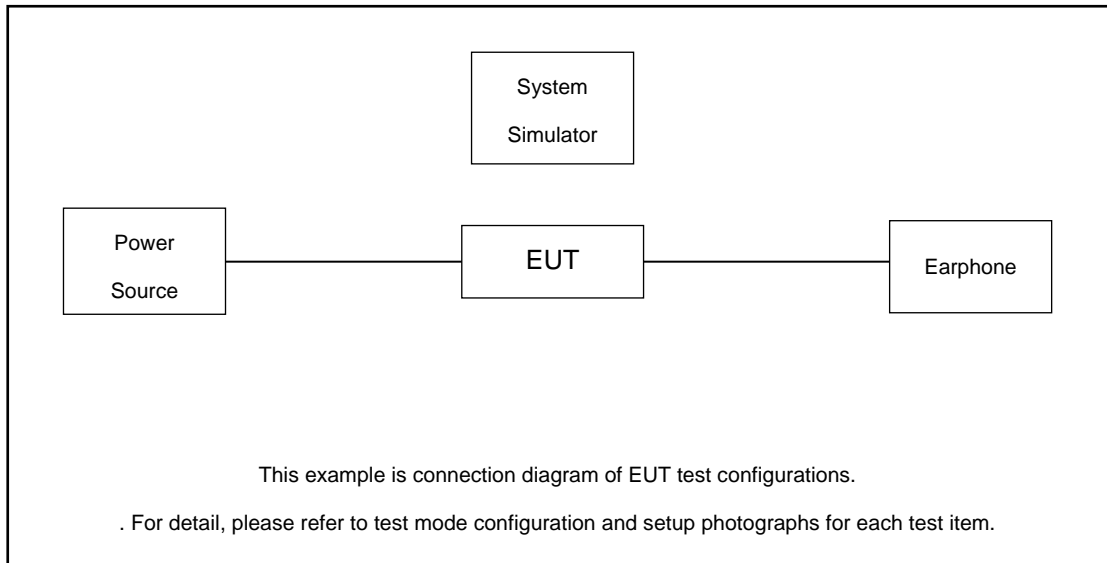 System
Simulator
Power
Source
EUT
Earphone
This example is connection diagram of EUT test configurations.
. For detail, please refer to test mode configuration and setup photographs for each test item.